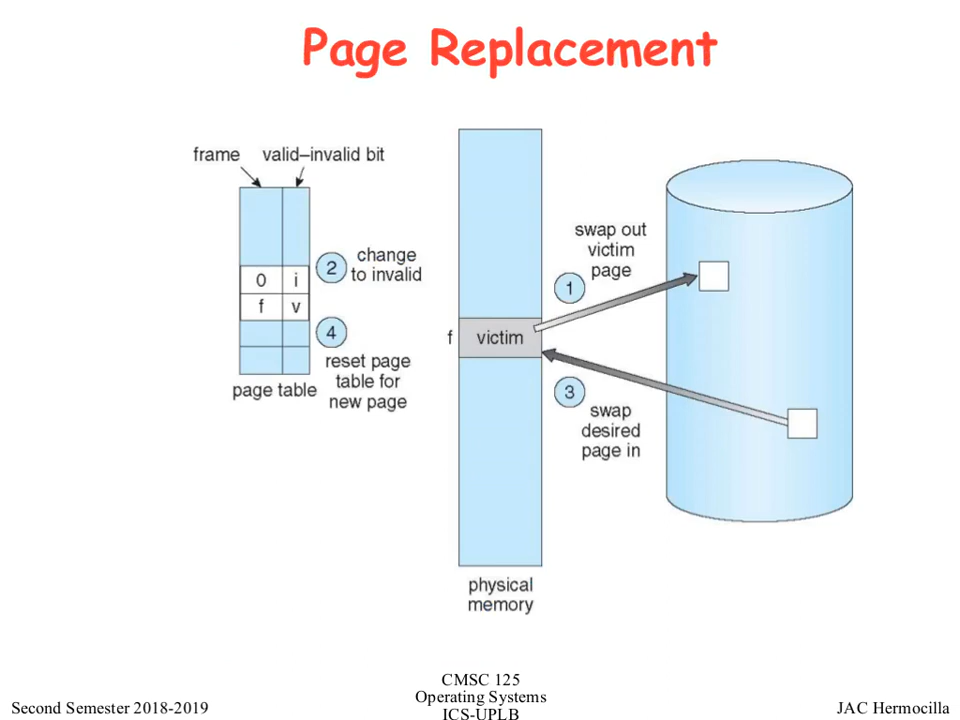 Page Replacement
frame
valid–invalid bit
0
i
f
v
2
change
to invalid
4
reset page
table for
new page
page table
f
victim
1
swap out
victim
page
3
swap
desired
page in
physical
memory
Second Semester 2018-2019
CMSC 125
Operating Systems
ICS-UPLB
JAC Hermocilla